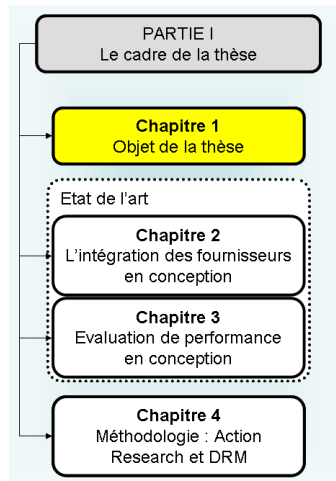 PARTIE I
Le cadre de la thèse
Chapitre 1
Objet de la thèse
Etat de l'art
Chapitre 2
L'intégration des fournisseurs
en conception
Chapitre 3
Evaluation de performance
en conception
Chapitre 4
Méthodologie : Action
Research et DRM